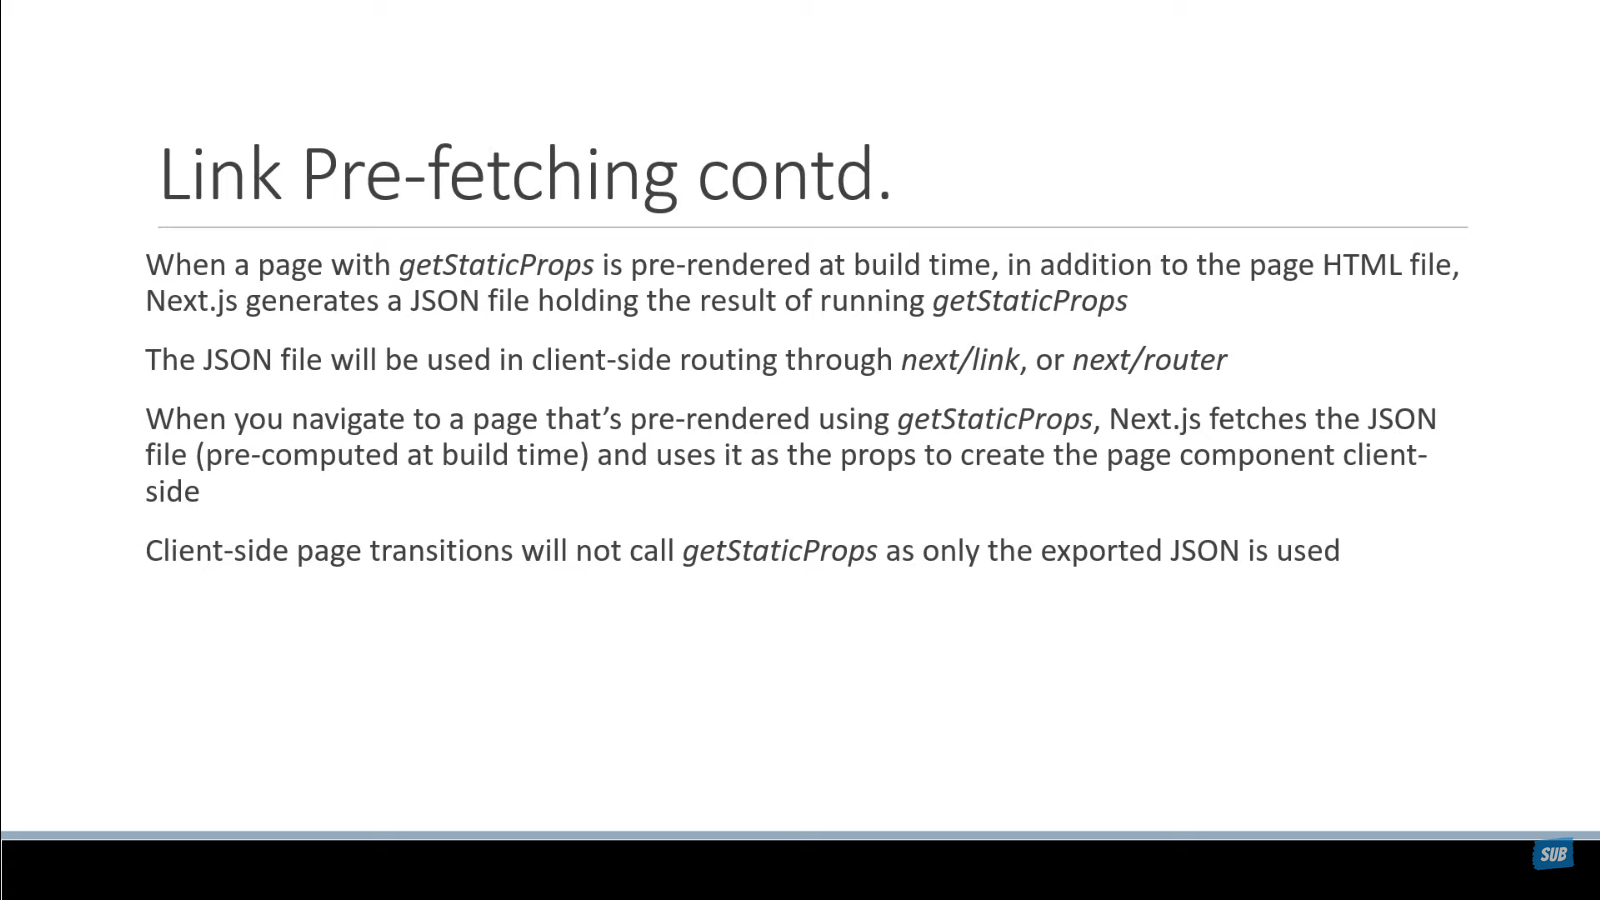 Link Pre-fetching contd.
When a page with getStaticProps is pre-rendered at build time, in addition to the page HTML file,
Next.js generates a JSON file holding the result of running getStaticProps
The JSON file will be used in client-side routing through next/link, or next/router
When you navigate to a page that’s pre-rendered using getStaticProps, Next.js fetches the JSON
file (pre-computed at build time) and uses it as the props to create the page component client-
side
Client-side page transitions will not call getStaticProps as only the exported JSON is used
SUB